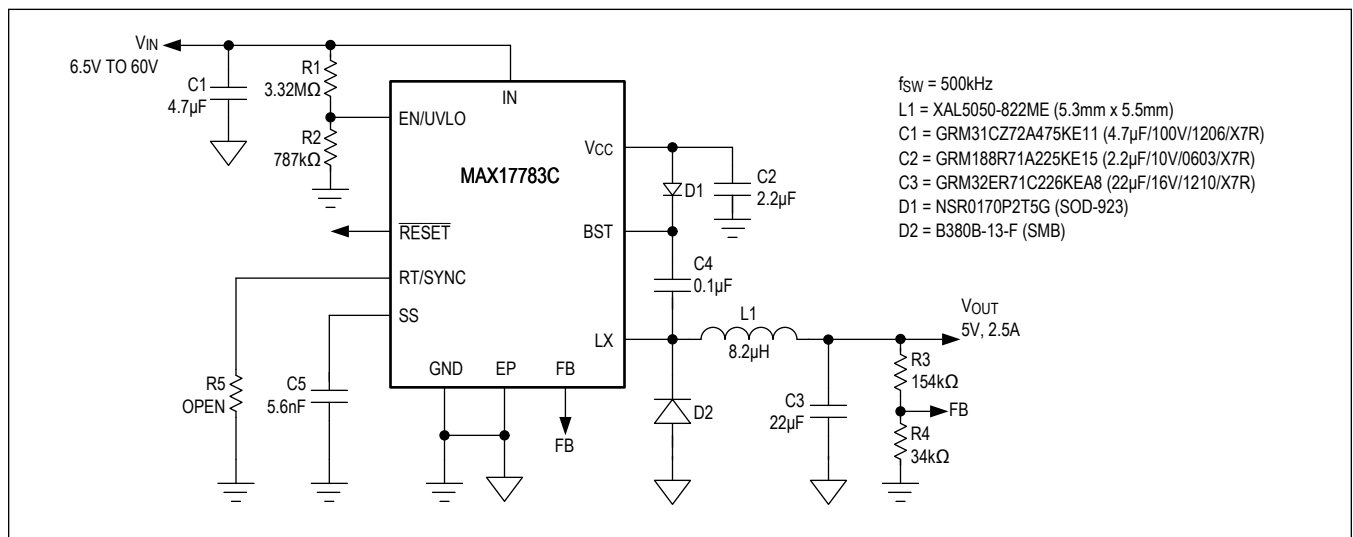 VIN
6.5V TO 60V
C1
4.7µF
R1
3.32MΩ
R2
787kΩ
IN
EN/UVLO
VCC
MAX17783C
D1
C2
2.2µF
RESET
BST
RT/SYNC
C4
0.1µF
SS
LX
L1
8.2µH
VOUT
5V, 2.5A
GND
EP
FB
R5
OPEN
C5
5.6nF
FB
D2
C3
22µF
R3
154kΩ
FB
R4
34kΩ
fSW = 500kHz
L1 = XAL5050-822ME (5.3mm x 5.5mm)
C1 = GRM31CZ72A475KE11 (4.7µF/100V/1206/X7R)
C2 = GRM188R71A225KE15 (2.2µF/10V/0603/X7R)
C3 = GRM32ER71C226KEA8 (22µF/16V/1210/X7R)
D1 = NSR0170P2T5G (SOD-923)
D2 = B380B-13-F (SMB)